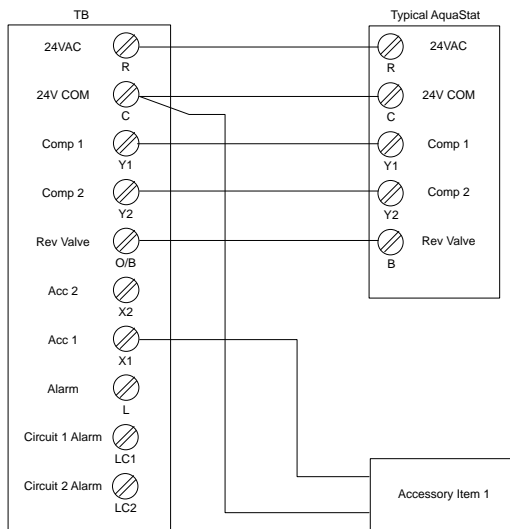 TB
24VAC
R
24V COM
C
Comp 1
Y1
Comp 2
Y2
Rev Valve
O/B
Acc 2
X2
Acc 1
X1
Alarm
L
Circuit 1 Alarm
LC1
Circuit 2 Alarm
LC2
Typical AquaStat
24VAC
R
24V COM
C
Comp 1
Y1
Comp 2
Y2
Rev Valve
B
Accessory Item 1